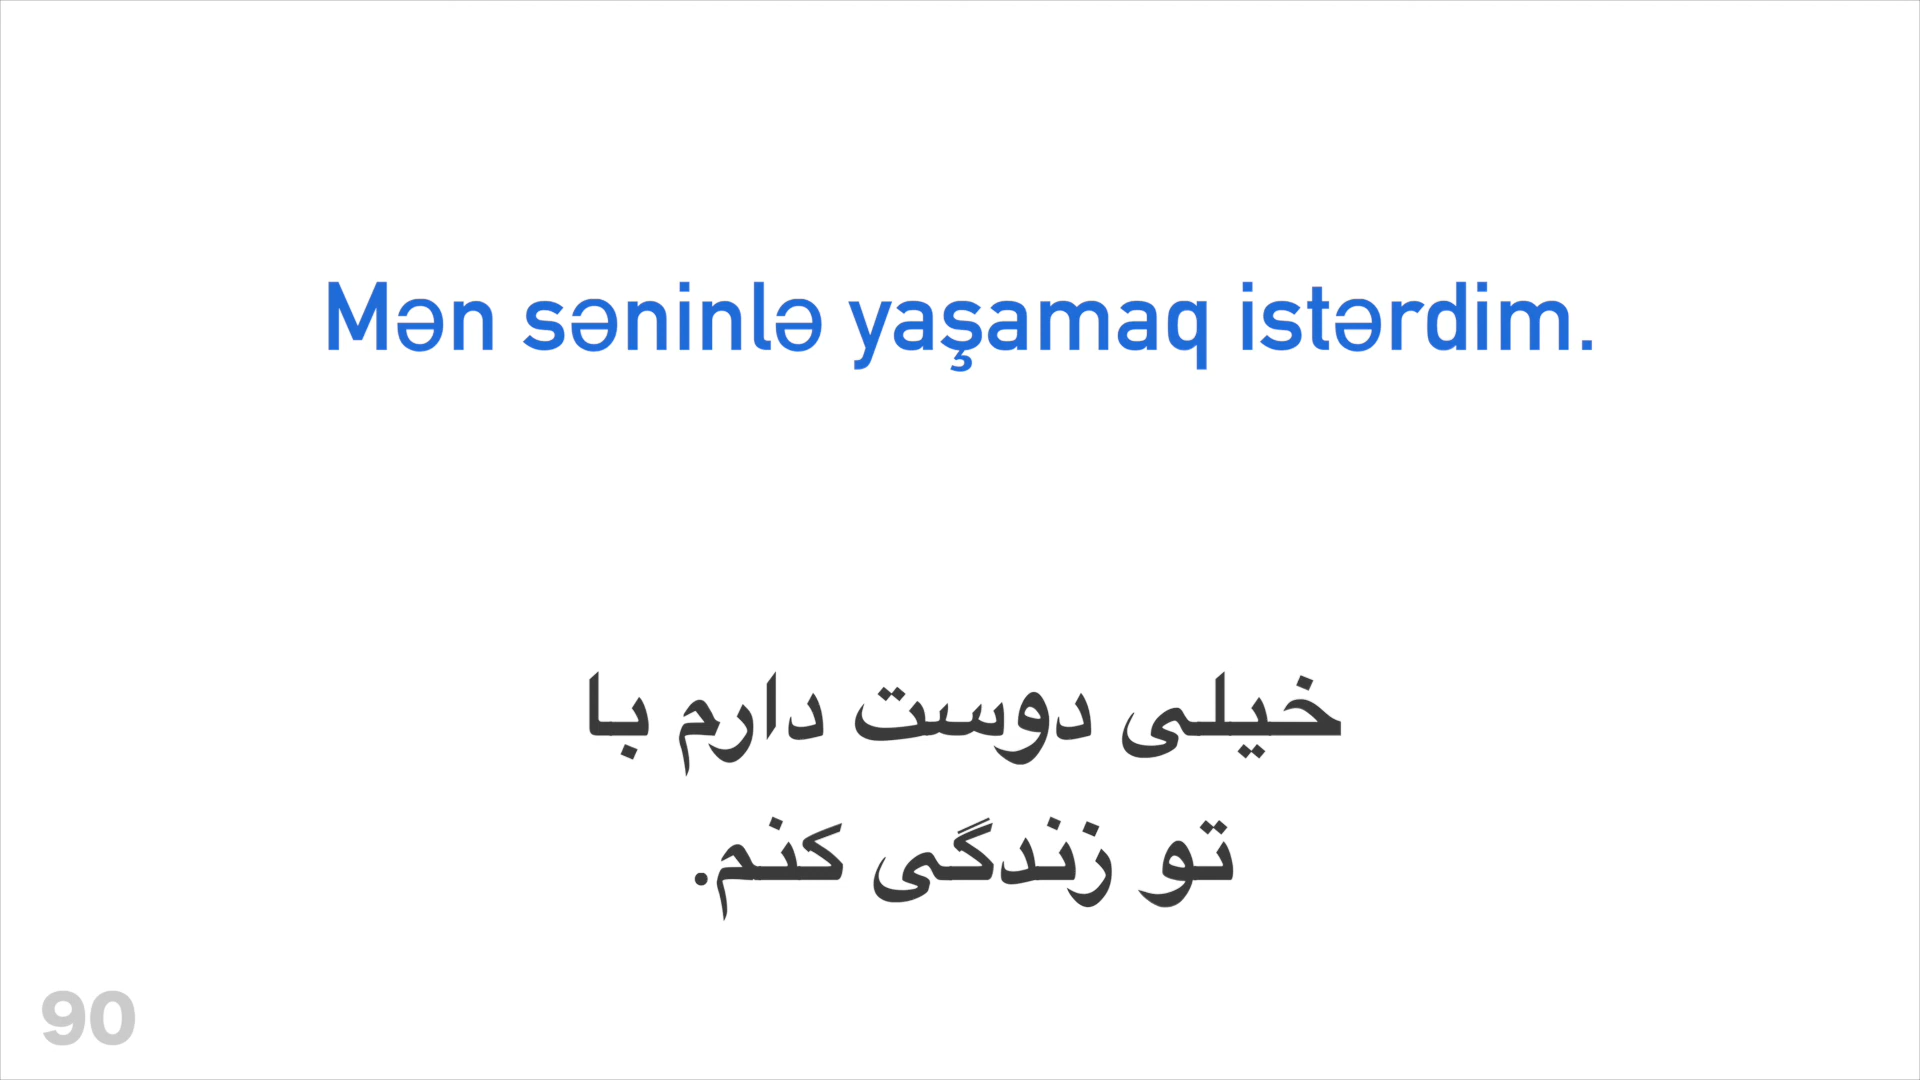 Mən səninlə yaşamaq istərdim.
خیلی دوست دارم با
تو زندگی کنم.
90